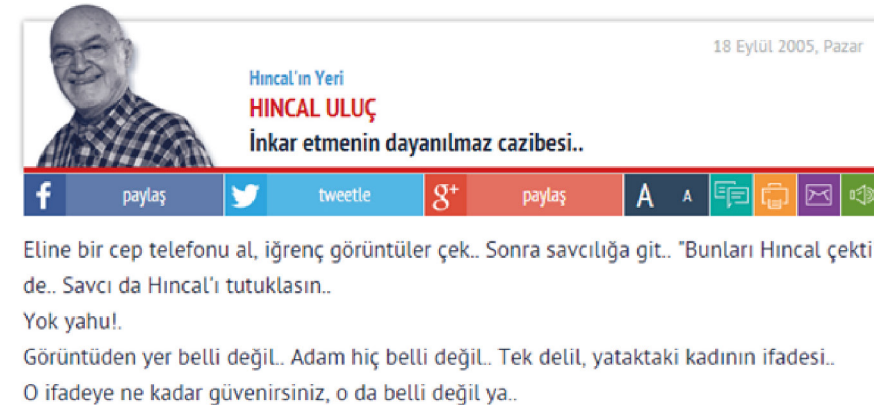 18 Eylül 2005, Pazar
Hıncal'ın Yeri
HINCAL ULUÇ
İnkar etmenin dayanılmaz cazibesi..
f paylaş tweetle g+ paylaş A A
Eline bir cep telefonu al, iğrenç görüntüler çek.. Sonra savcılığa git.. "Bunları Hıncal çekti
de.. Savcı da Hıncal'ı tutuklasın..
Yok yahu!.
Görüntüden yer belli değil.. Adam hiç belli değil.. Tek delil, yataktaki kadının ifadesi..
O ifadeye ne kadar güvenirsiniz, o da belli değil ya..